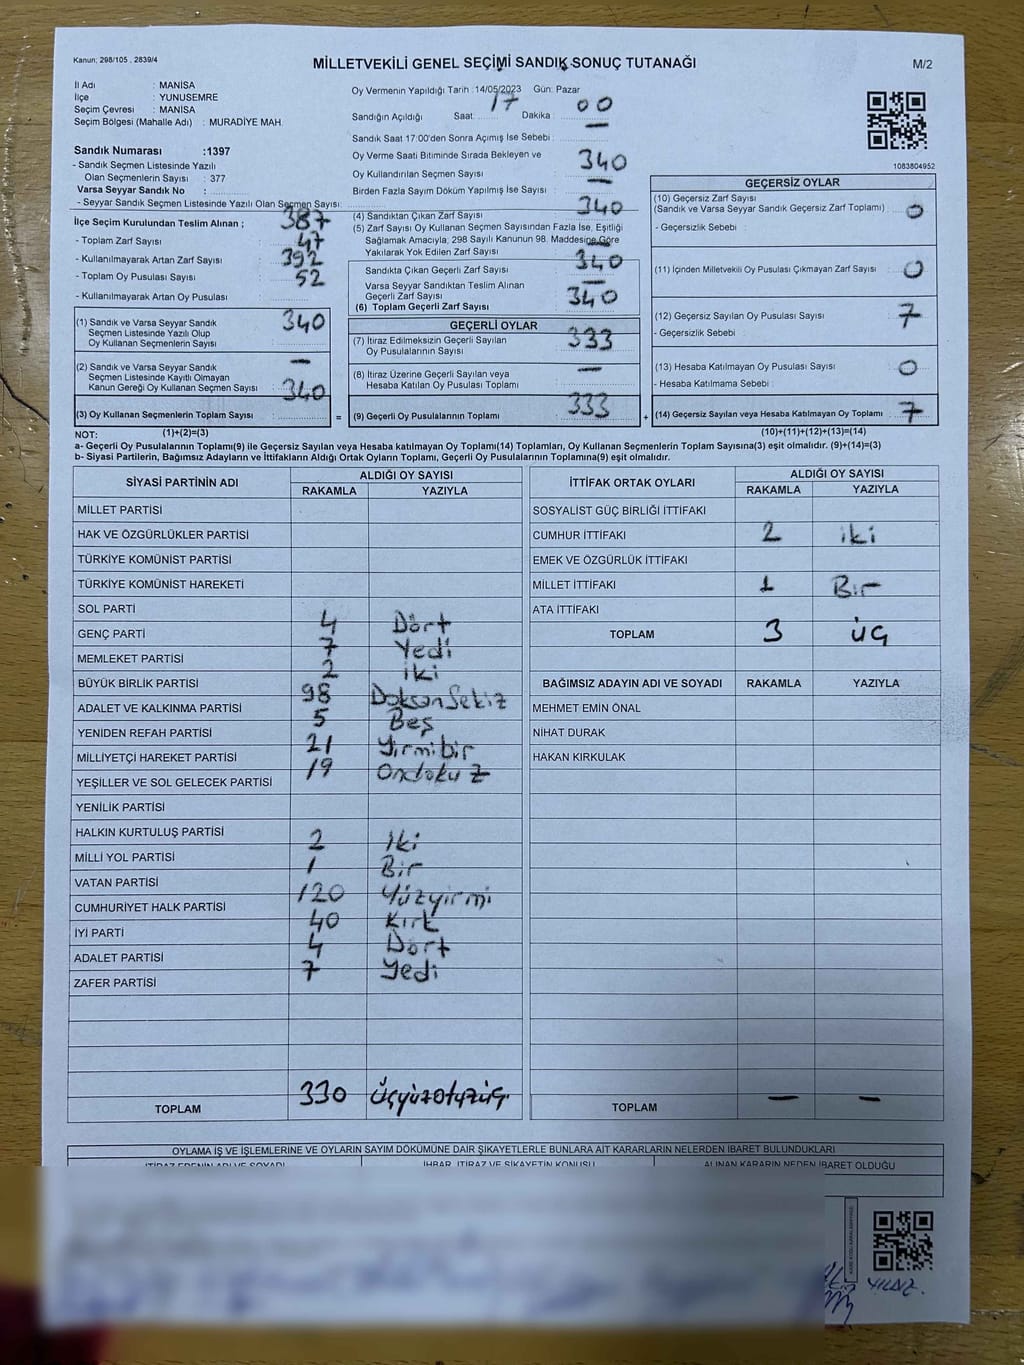 Kanun; 298/105 , 2839/4
MİLLETVEKİLİ GENEL SEÇİMİ SANDIK SONUÇ TUTANAĞI
M/2
İl Adı : MANİSA
İlçe : YUNUSEMRE
Seçim Çevresi : MANİSA
Seçim Bölgesi (Mahalle Adı) : MURADİYE MAH.
Sandık Numarası :1397
- Sandık Seçmen Listesinde Yazılı
Olan Seçmenlerin Sayısı : 377
Varsa Seyyar Sandık No :
- Seyyar Sandık Seçmen Listesinde Yazılı Olan Seçmen Sayısı:
Oy Vermenin Yapıldığı Tarih : 14/05/2023 Gün: Pazar
Sandığın Açıldığı Saat 17 Dakika : 00
Sandık Saat 17:00'den Sonra Açımış İse Sebebi : —
Oy Verme Saati Bitiminde Sırada Bekleyen ve
Oy Kullandırılan Seçmen Sayısı : 340
Birden Fazla Sayım Döküm Yapılmış İse Sayısı : —
1083804952
İlçe Seçim Kurulundan Teslim Alınan ;
- Toplam Zarf Sayısı : 387
- Kullanılmayarak Artan Zarf Sayısı : 47
- Toplam Oy Pusulası Sayısı : 392
- Kullanılmayarak Artan Oy Pusulası : 52
(1) Sandık ve Varsa Seyyar Sandık
Seçmen Listesinde Yazılı Olup
Oy Kullanan Seçmenlerin Sayısı. : 340
(2) Sandık ve Varsa Seyyar Sandık
Seçmen Listesinde Kayıtlı Olmayan
Kanun Gereği Oy Kullanan Seçmen Sayısı : —
(3) Oy Kullanan Seçmenlerin Toplam Sayısı : 340
(4) Sandıktan Çıkan Zarf Sayısı : 340
(5) Zarf Sayısı Oy Kullanan Seçmen Sayısından Fazla İse, Eşitliği
Sağlamak Amacıyla, 298 Sayılı Kanunun 98. Maddesine Göre
Yakılarak Yok Edilen Zarf Sayısı : —
Sandıkta Çıkan Geçerli Zarf Sayısı : 340
Varsa Seyyar Sandıktan Teslim Alınan
Geçerli Zarf Sayısı : —
(6) Toplam Geçerli Zarf Sayısı : 340
GEÇERLİ OYLAR
(7) İtiraz Edilmeksizin Geçerli Sayılan
Oy Pusulalarının Sayısı : 333
(8) İtiraz Üzerine Geçerli Sayılan veya
Hesaba Katılan Oy Pusulası Toplamı : —
= (9) Geçerli Oy Pusulalarının Toplamı : 333
GEÇERSİZ OYLAR
(10) Geçersiz Zarf Sayısı
(Sandık ve Varsa Seyyar Sandık Geçersiz Zarf Toplamı) : 0
- Geçersizlik Sebebi :
(11) İçinden Milletvekili Oy Pusulası Çıkmayan Zarf Sayısı : 0
(12) Geçersiz Sayılan Oy Pusulası Sayısı : 7
- Geçersizlik Sebebi :
(13) Hesaba Katılmayan Oy Pusulası Sayısı : 0
- Hesaba Katılmama Sebebi :
+ (14) Geçersiz Sayılan veya Hesaba Katılmayan Oy Toplamı : 7
NOT: (1)+(2)=(3)
(10)+(11)+(12)+(13)=(14)
a- Geçerli Oy Pusulalarının Toplamı(9) ile Geçersiz Sayılan veya Hesaba katılmayan Oy Toplamı(14) Toplamları, Oy Kullanan Seçmenlerin Toplam Sayısına(3) eşit olmalıdır. (9)+(14)=(3)
b- Siyasi Partilerin, Bağımsız Adayların ve İttifakların Aldığı Ortak Oyların Toplamı, Geçerli Oy Pusulalarının Toplamına(9) eşit olmalıdır.
SİYASİ PARTİNİN ADI ALDIĞI OY SAYISI
RAKAMLA YAZIYLA
MİLLET PARTİSİ
HAK VE ÖZGÜRLÜKLER PARTİSİ
TÜRKİYE KOMÜNİST PARTİSİ
TÜRKİYE KOMÜNİST HAREKETİ
SOL PARTİ
GENÇ PARTİ 4 Dört
MEMLEKET PARTİSİ 7 Yedi
BÜYÜK BİRLİK PARTİSİ 2 iki
ADALET VE KALKINMA PARTİSİ 98 Doksansekiz
YENİDEN REFAH PARTİSİ 5 Beş
MİLLİYETÇİ HAREKET PARTİSİ 21 Yirmibir
YEŞİLLER VE SOL GELECEK PARTİSİ 19 Ondokuz
YENİLİK PARTİSİ
HALKIN KURTULUŞ PARTİSİ
MİLLİ YOL PARTİSİ 2 iki
VATAN PARTİSİ 1 Bir
CUMHURİYET HALK PARTİSİ 120 Yüzyirmi
İYİ PARTİ 40 Kırk
ADALET PARTİSİ 4 Dört
ZAFER PARTİSİ 7 Yedi
TOPLAM 330 Üçyüzotuzüç
İTTİFAK ORTAK OYLARI ALDIĞI OY SAYISI
RAKAMLA YAZIYLA
SOSYALİST GÜÇ BİRLİĞİ İTTİFAKI
CUMHUR İTTİFAKI 2 iki
EMEK VE ÖZGÜRLÜK İTTİFAKI
MİLLET İTTİFAKI 1 Bir
ATA İTTİFAKI
TOPLAM 3 üç
BAĞIMSIZ ADAYIN ADI VE SOYADI RAKAMLA YAZIYLA
MEHMET EMİN ÖNAL
NİHAT DURAK
HAKAN KIRKULAK
TOPLAM — —
OYLAMA İŞ VE İŞLEMLERİNE VE OYLARIN SAYIM DÖKÜMÜNE DAİR ŞİKAYETLERLE BUNLARA AİT KARARLARIN NELERDEN İBARET BULUNDUKLARI
İTİRAZ EDENİN ADI VE SOYADI İHBAR, İTİRAZ VE ŞİKAYETİN KONUSU ALINAN KARARIN NEDEN İBARET OLDUĞU
YILDIZ.